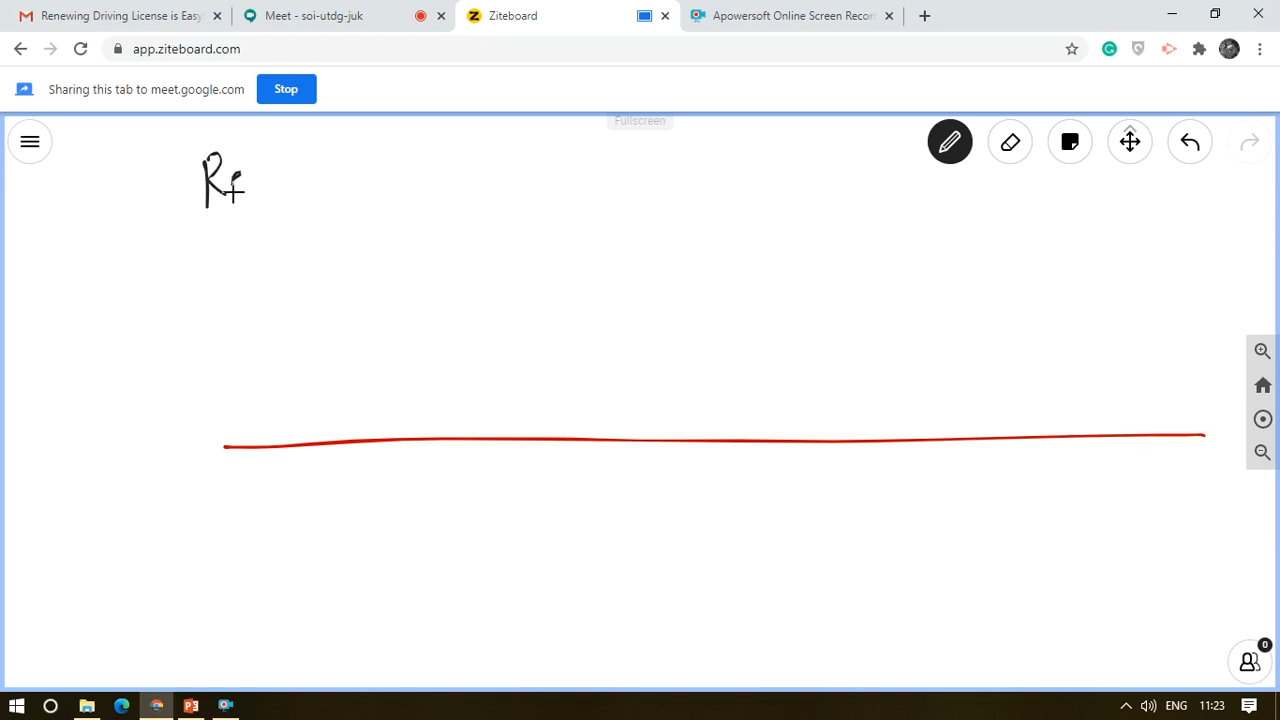 Renewing Driving License is Easy
Meet - soi-utdg-juk
Ziteboard
Apowersoft Online Screen Recor
app.ziteboard.com
Sharing this tab to meet.google.com
Stop
Fullscreen
Re
0
ENG
11:23